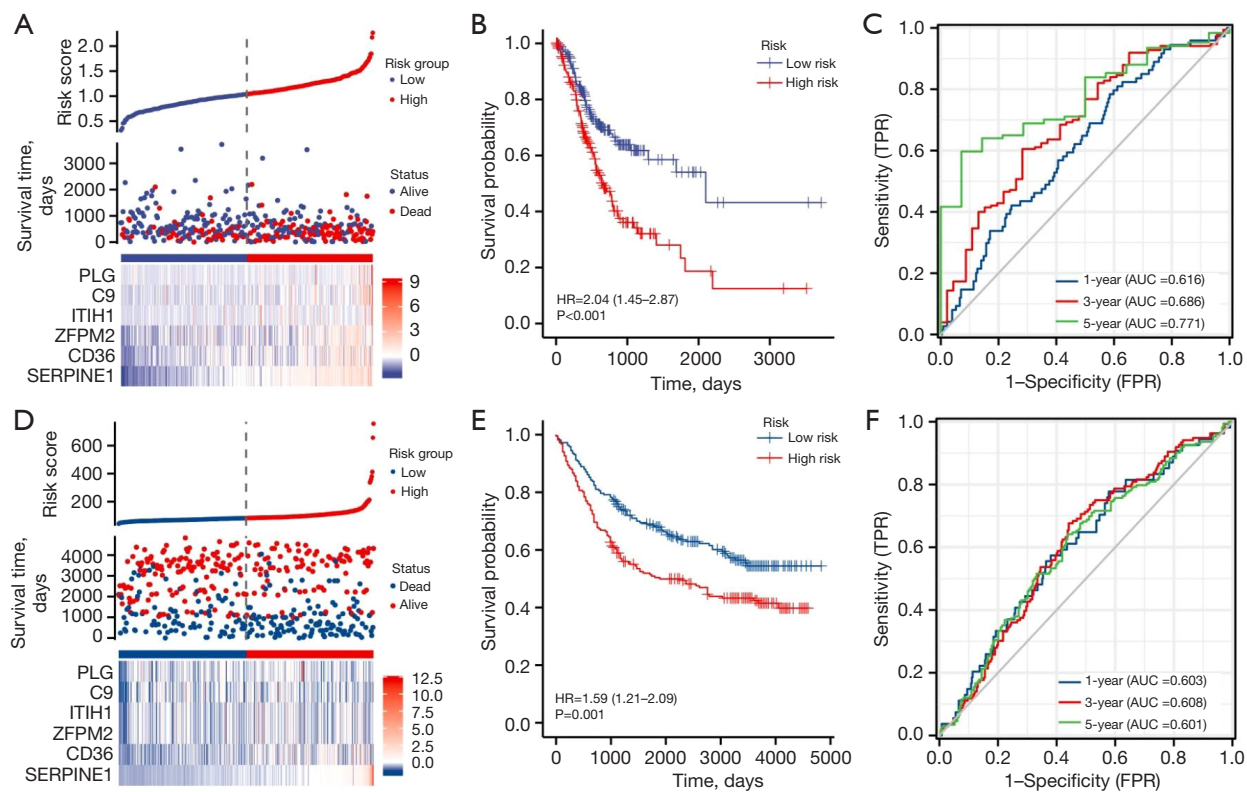 A
Risk score
2.0
1.5
1.0
0.5
Risk group
Low
High
Survival time,
days
3000
2000
1000
0
Status
Alive
Dead
PLG
C9
ITIH1
ZFPM2
CD36
SERPINE1
9
6
3
0
B
Survival probability
1.0
0.8
0.6
0.4
0.2
0.0
Risk
Low risk
High risk
HR=2.04 (1.45–2.87)
P<0.001
0 1000 2000 3000
Time, days
C
Sensitivity (TPR)
1.0
0.8
0.6
0.4
0.2
0.0
1-year (AUC =0.616)
3-year (AUC =0.686)
5-year (AUC =0.771)
0.0 0.2 0.4 0.6 0.8 1.0
1–Specificity (FPR)
D
Risk score
600
400
200
Risk group
Low
High
Survival time,
days
4000
3000
2000
1000
0
Status
Dead
Alive
PLG
C9
ITIH1
ZFPM2
CD36
SERPINE1
12.5
10.0
7.5
5.0
2.5
0.0
E
Survival probability
1.0
0.8
0.6
0.4
0.2
0.0
Risk
Low risk
High risk
HR=1.59 (1.21–2.09)
P=0.001
0 1000 2000 3000 4000 5000
Time, days
F
Sensitivity (TPR)
1.0
0.8
0.6
0.4
0.2
0.0
1-year (AUC =0.603)
3-year (AUC =0.608)
5-year (AUC =0.601)
0.0 0.2 0.4 0.6 0.8 1.0
1–Specificity (FPR)